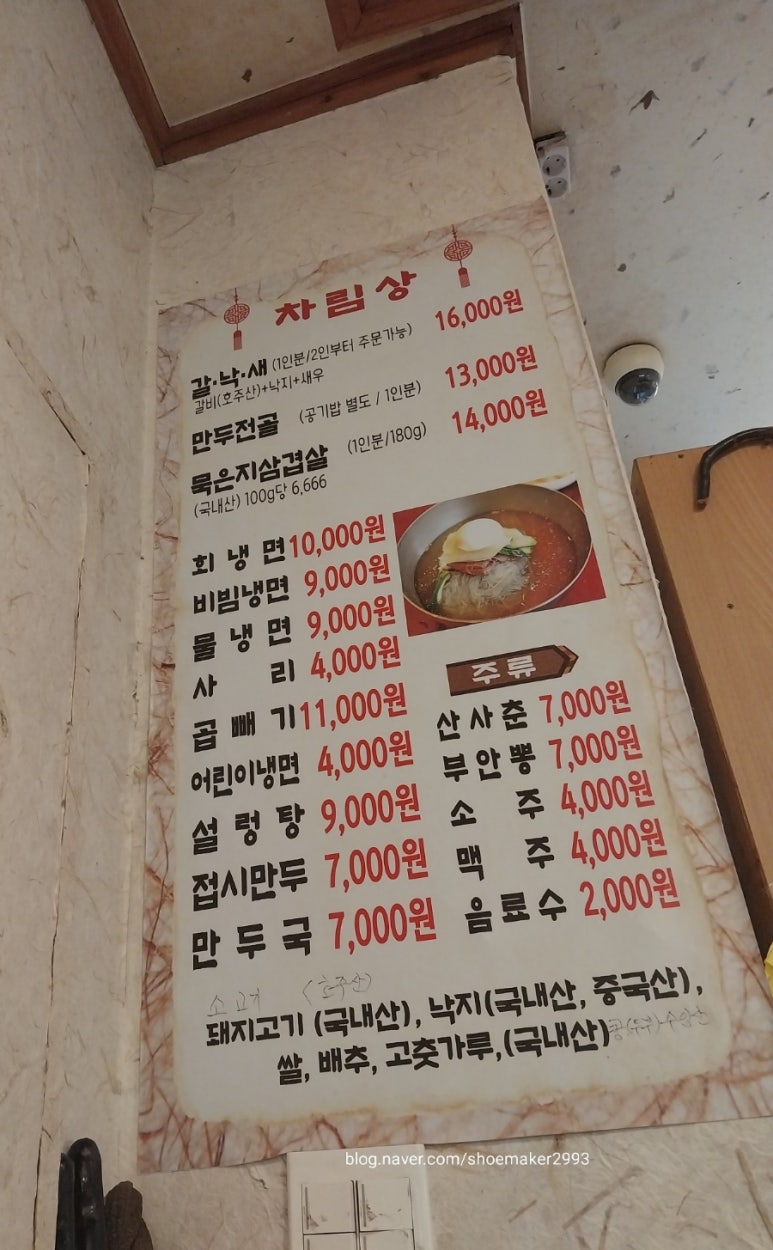 차림상
갈·낙·새 (1인분/2인부터 주문가능) 16,000원
갈비(호주산)+낙지+새우
만두전골 (공기밥 별도 / 1인분) 13,000원
묵은지삼겹살 (1인분/180g) 14,000원
(국내산) 100g당 6,666
회냉면 10,000원
비빔냉면 9,000원
물냉면 9,000원
사리 4,000원
곱빼기 11,000원
어린이냉면 4,000원
설렁탕 9,000원
접시만두 7,000원
만두국 7,000원
주류
산사춘 7,000원
부안뽕 7,000원
소주 4,000원
맥주 4,000원
음료수 2,000원
소고기 (호주산)
돼지고기 (국내산), 낙지(국내산, 중국산),
쌀, 배추, 고춧가루,(국내산)
blog.naver.com/shoemaker2993